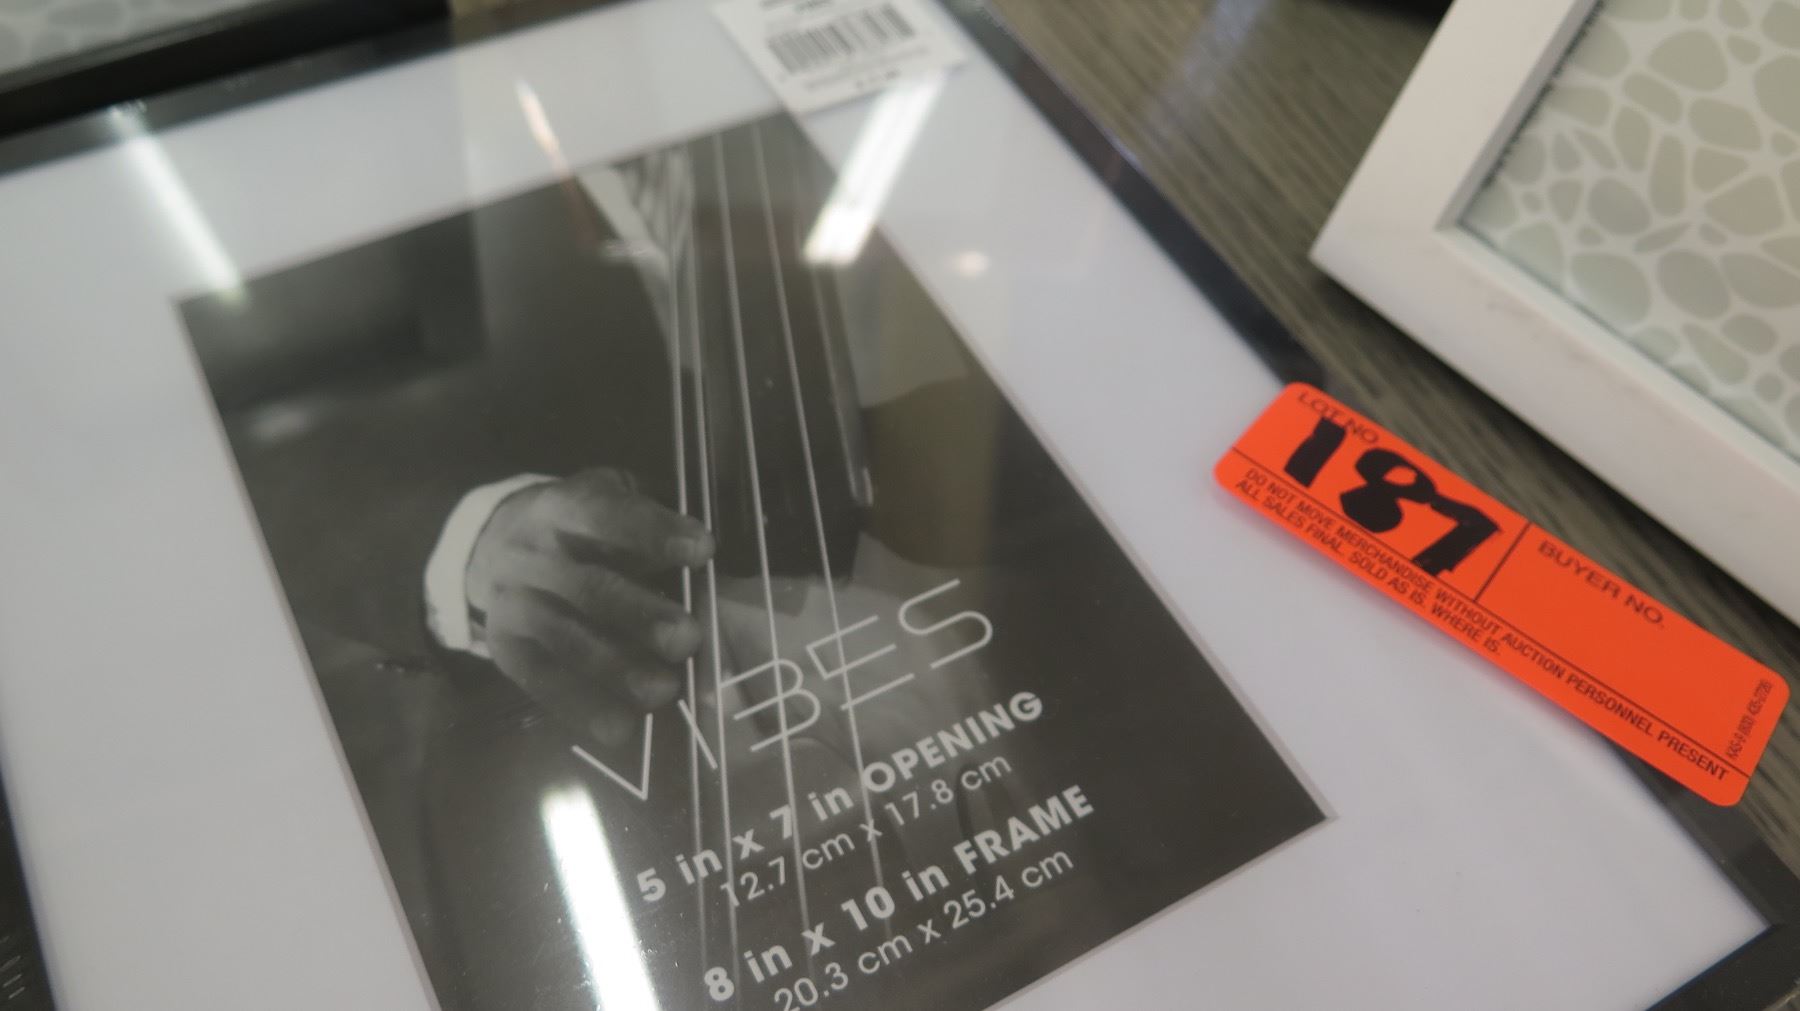 VIBES
5 in x 7 in OPENING
12.7 cm x 17.8 cm
8 in x 10 in FRAME
20.3 cm x 25.4 cm
LOT NO.
187
BUYER NO.
DO NOT MOVE MERCHANDISE WITHOUT AUCTION PERSONNEL PRESENT
ALL SALES FINAL. SOLD AS IS. WHERE IS.